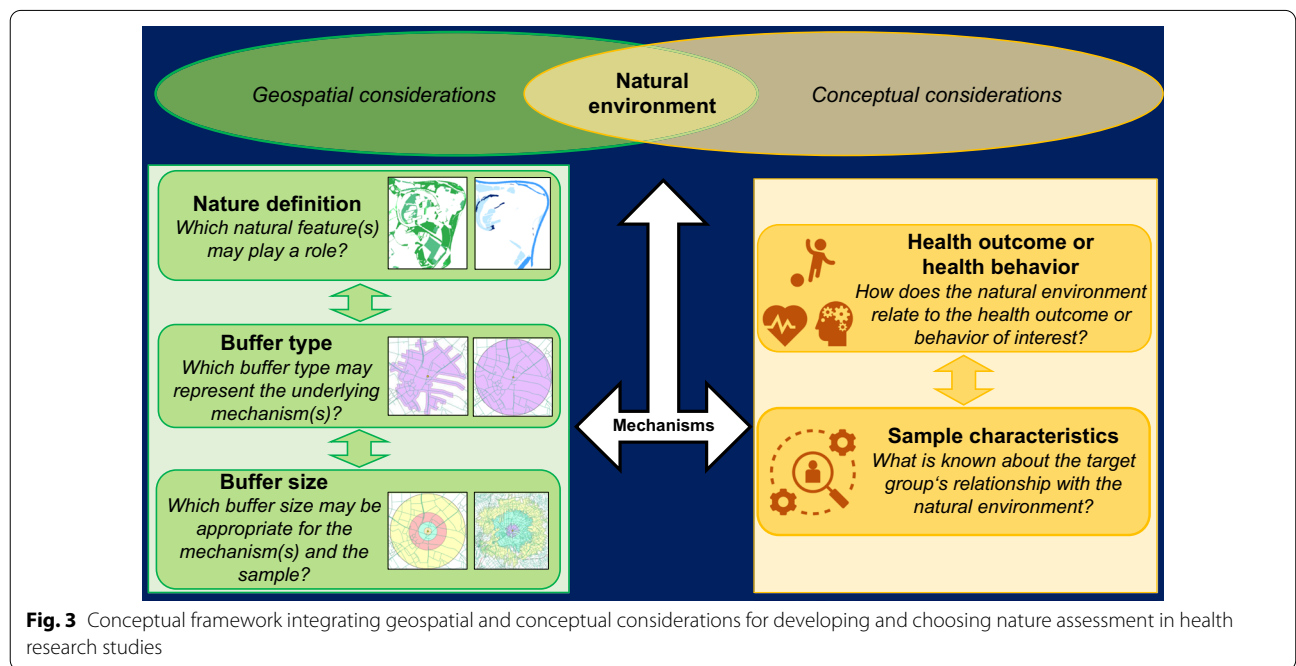 Geospatial considerations
Natural
environment
Conceptual considerations
Nature definition
Which natural feature(s)
may play a role?
Buffer type
Which buffer type may
represent the underlying
mechanism(s)?
Buffer size
Which buffer size may be
appropriate for the
mechanism(s) and the
sample?
Mechanisms
Health outcome or
health behavior
How does the natural environment
relate to the health outcome or
behavior of interest?
Sample characteristics
What is known about the target
group‘s relationship with the
natural environment?
Fig. 3 Conceptual framework integrating geospatial and conceptual considerations for developing and choosing nature assessment in health
research studies